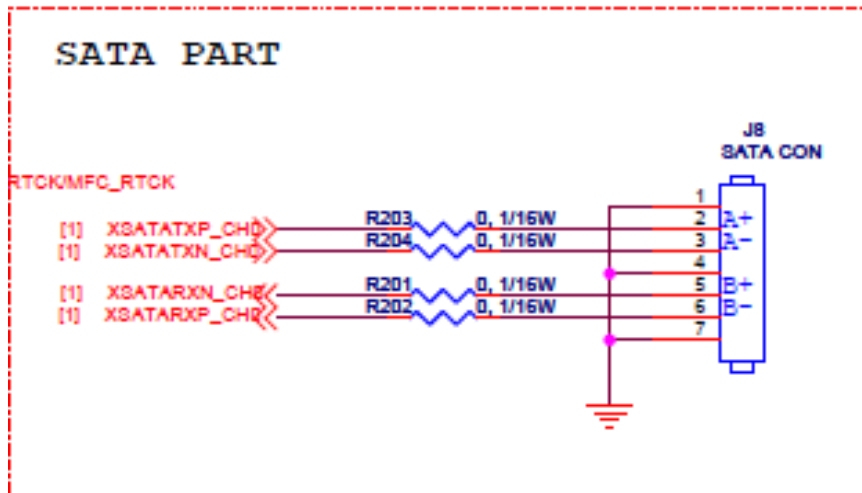 SATA PART
J8
SATA CON
RTCK/MFC_RTCK
1
[1] XSATATXP_CH0 R203 0, 1/16W 2 A+
[1] XSATATXN_CH0 R204 0, 1/16W 3 A-
4
[1] XSATARXN_CH0 R201 0, 1/16W 5 B+
[1] XSATARXP_CH0 R202 0, 1/16W 6 B-
7